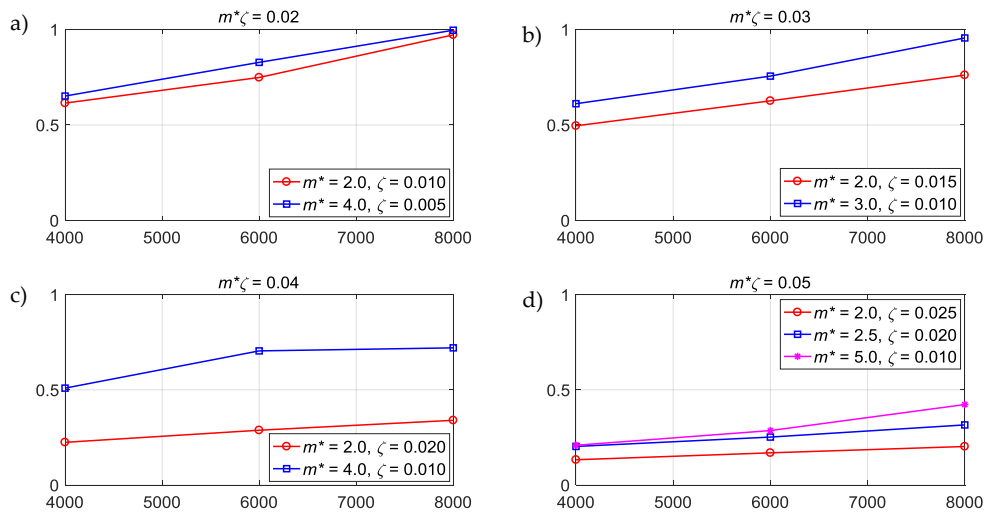 a)
m*ζ = 0.02
1
0.5
0
4000 5000 6000 7000 8000
m* = 2.0, ζ = 0.010
m* = 4.0, ζ = 0.005
b)
m*ζ = 0.03
1
0.5
0
4000 5000 6000 7000 8000
m* = 2.0, ζ = 0.015
m* = 3.0, ζ = 0.010
c)
m*ζ = 0.04
1
0.5
0
4000 5000 6000 7000 8000
m* = 2.0, ζ = 0.020
m* = 4.0, ζ = 0.010
d)
m*ζ = 0.05
1
0.5
0
4000 5000 6000 7000 8000
m* = 2.0, ζ = 0.025
m* = 2.5, ζ = 0.020
m* = 5.0, ζ = 0.010